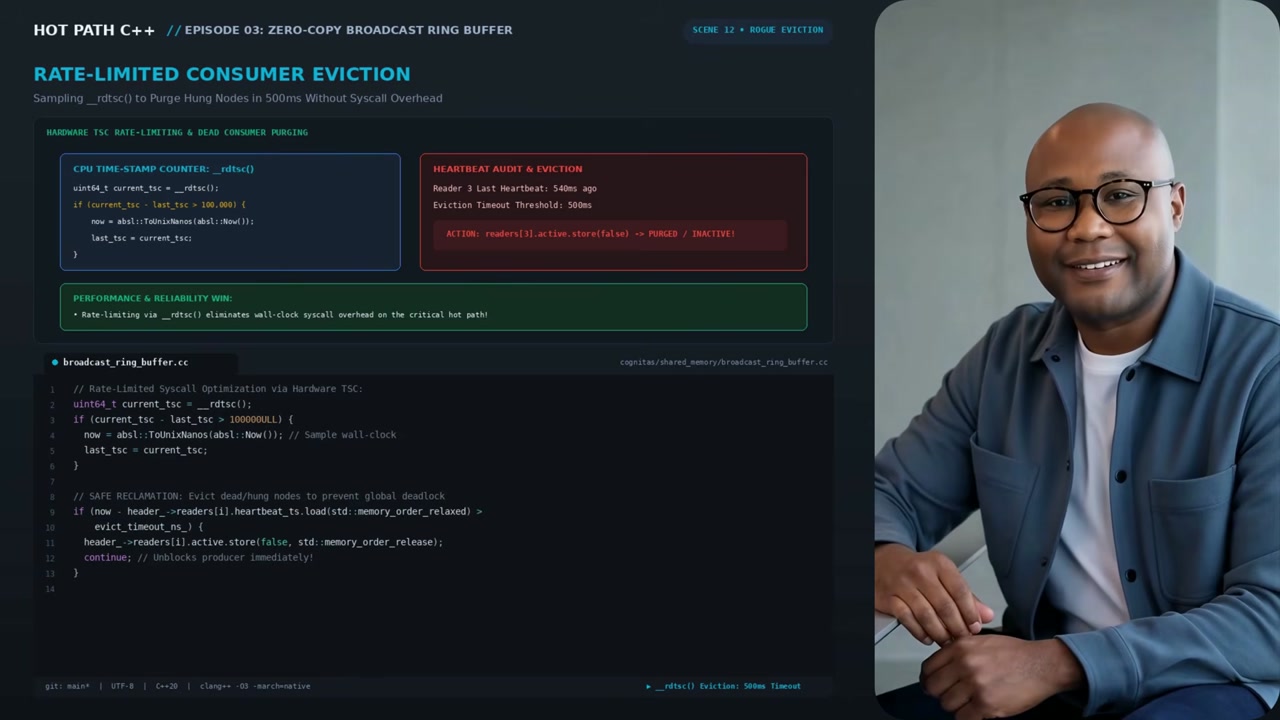 HOT PATH C++ // EPISODE 03: ZERO-COPY BROADCAST RING BUFFER
SCENE 12 • ROGUE EVICTION
RATE-LIMITED CONSUMER EVICTION
Sampling __rdtsc() to Purge Hung Nodes in 500ms Without Syscall Overhead
HARDWARE TSC RATE-LIMITING & DEAD CONSUMER PURGING
CPU TIME-STAMP COUNTER: __rdtsc()
uint64_t current_tsc = __rdtsc();
if (current_tsc - last_tsc > 100,000) {
now = absl::ToUnixNanos(absl::Now());
last_tsc = current_tsc;
}
HEARTBEAT AUDIT & EVICTION
Reader 3 Last Heartbeat: 540ms ago
Eviction Timeout Threshold: 500ms
ACTION: readers[3].active.store(false) -> PURGED / INACTIVE!
PERFORMANCE & RELIABILITY WIN:
• Rate-limiting via __rdtsc() eliminates wall-clock syscall overhead on the critical hot path!
broadcast_ring_buffer.cc
cognitas/shared_memory/broadcast_ring_buffer.cc
1 // Rate-Limited Syscall Optimization via Hardware TSC:
2 uint64_t current_tsc = __rdtsc();
3 if (current_tsc - last_tsc > 100000ULL) {
4 now = absl::ToUnixNanos(absl::Now()); // Sample wall-clock
5 last_tsc = current_tsc;
6 }
7
8 // SAFE RECLAMATION: Evict dead/hung nodes to prevent global deadlock
9 if (now - header_->readers[i].heartbeat_ts.load(std::memory_order_relaxed) >
10 evict_timeout_ns_) {
11 header_->readers[i].active.store(false, std::memory_order_release);
12 continue; // Unblocks producer immediately!
13 }
14
git: main* | UTF-8 | C++20 | clang++ -O3 -march=native
▶ __rdtsc() Eviction: 500ms Timeout